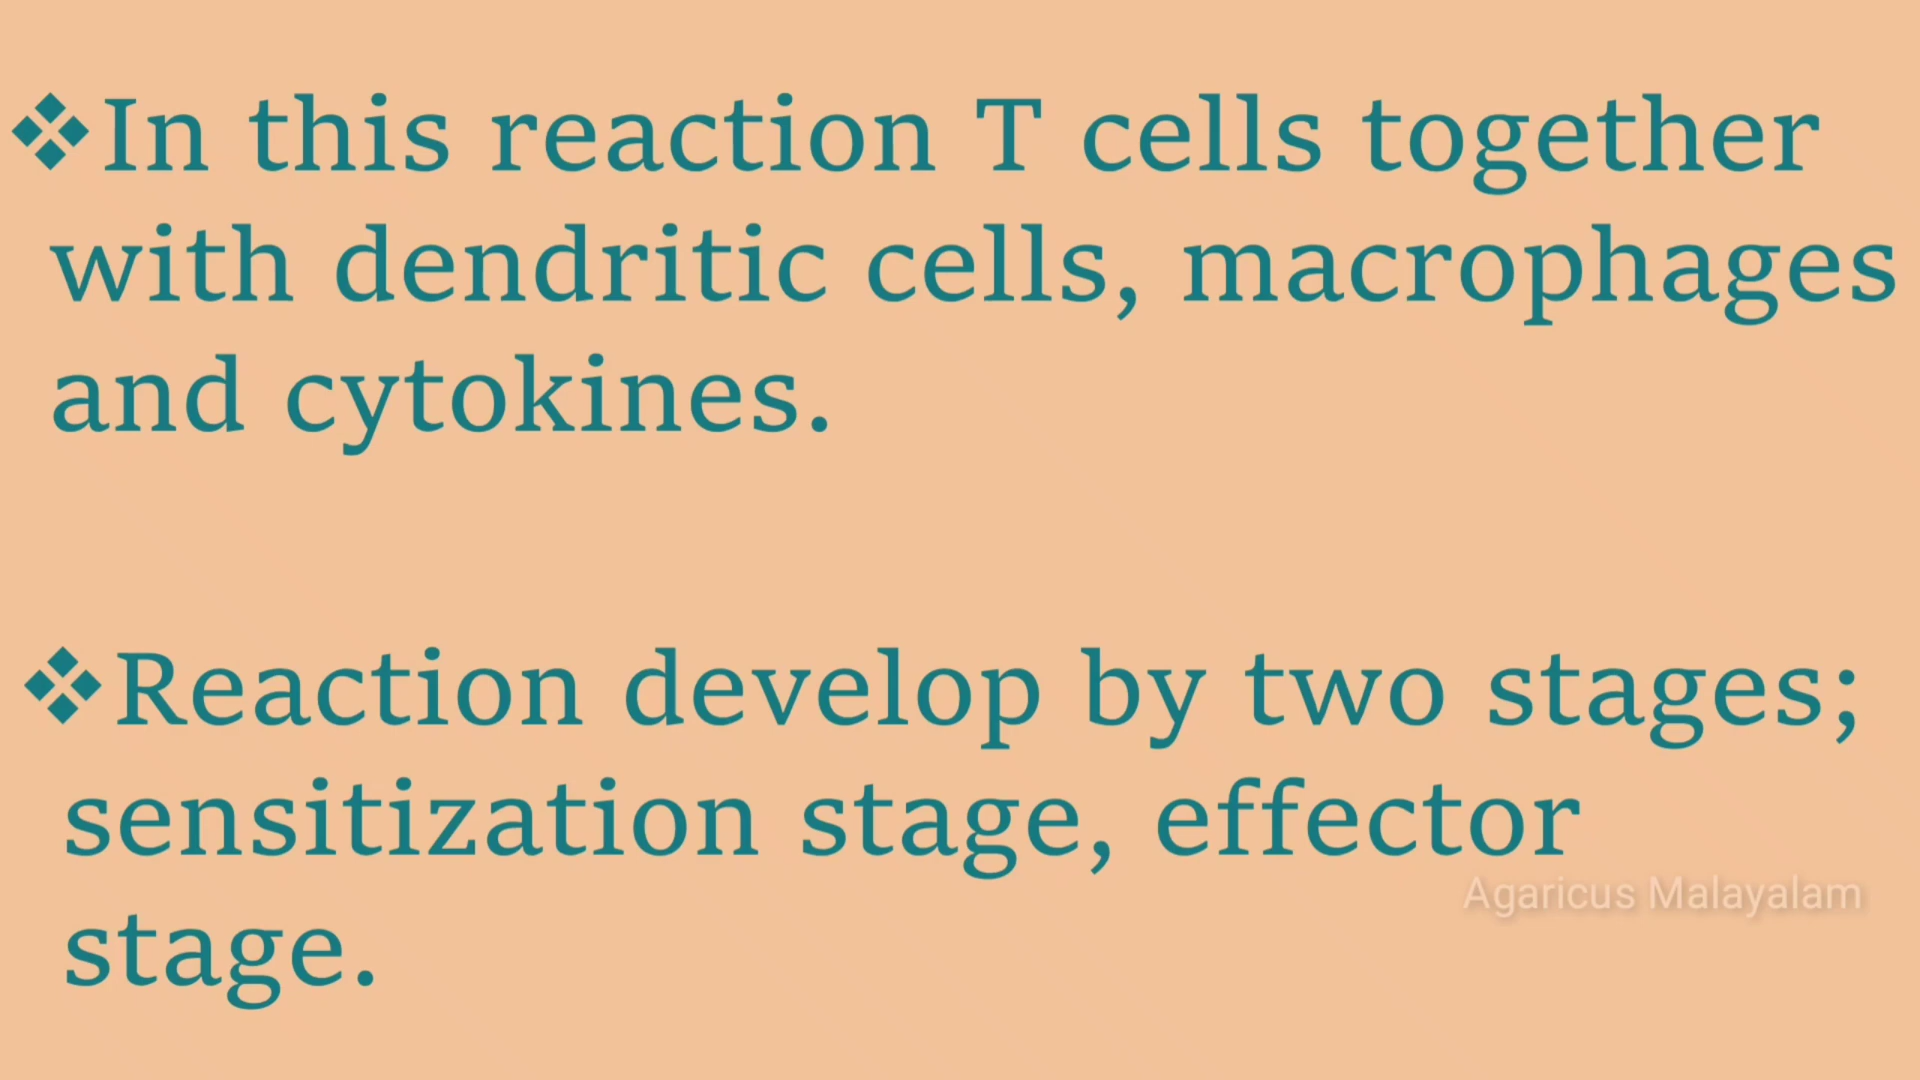 ❖In this reaction T cells together
with dendritic cells, macrophages
and cytokines.
❖Reaction develop by two stages;
sensitization stage, effector
stage.
Agaricus Malayalam